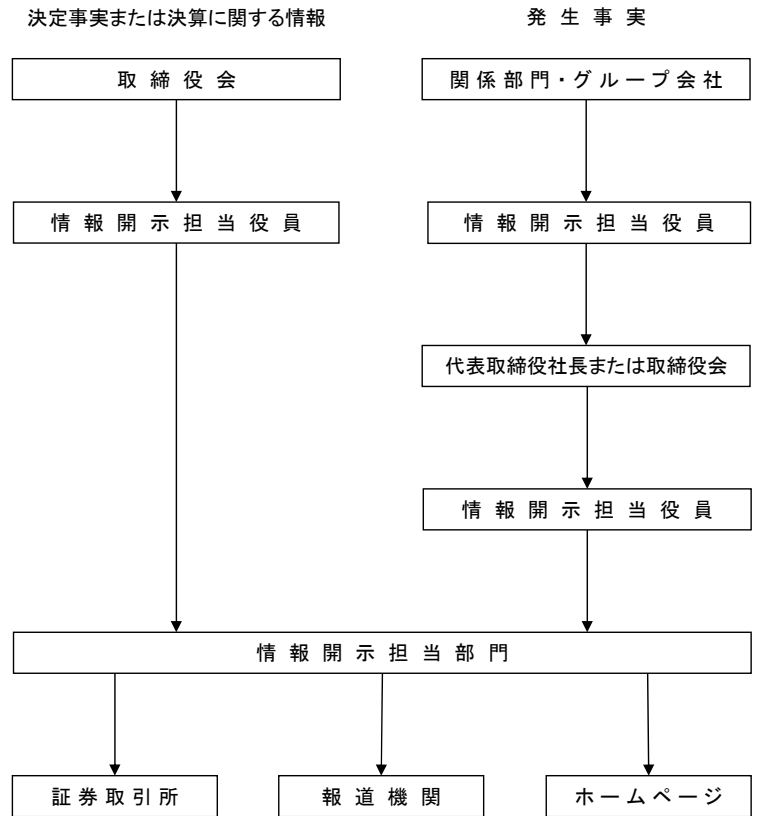 決定事実または決算に関する情報
発生事実
取締役会
関係部門・グループ会社
情報開示担当役員
情報開示担当役員
代表取締役社長または取締役会
情報開示担当役員
情報開示担当部門
証券取引所
報道機関
ホームページ